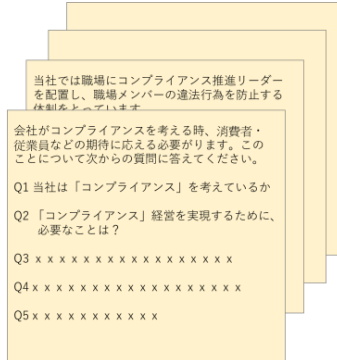 当社では職場にコンプライアンス推進リーダー
を配置し、職場メンバーの違法行為を防止する
体制をとっています
会社がコンプライアンスを考える時、消費者・
従業員などの期待に応える必要がります。この
ことについて次からの質問に答えてください。
Q1 当社は「コンプライアンス」を考えているか
Q2 「コンプライアンス」経営を実現するために、
必要なことは？
Q3 x x x x x x x x x x x x x x x x x
Q4 x x x x x x x x x x x x x x x x x x
Q5 x x x x x x x x x x x